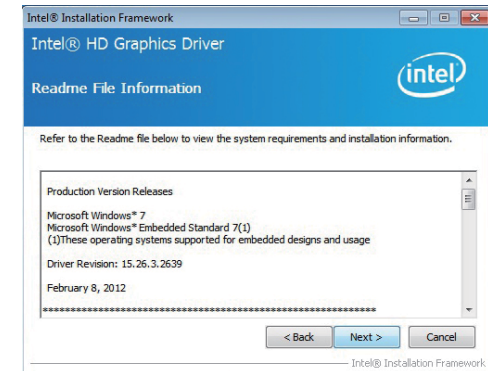 Intel® Installation Framework
Intel® HD Graphics Driver
Readme File Information
intel
Refer to the Readme file below to view the system requirements and installation information.
Production Version Releases
Microsoft Windows* 7
Microsoft Windows* Embedded Standard 7(1)
(1)These operating systems supported for embedded designs and usage
Driver Revision: 15.26.3.2639
February 8, 2012
************************************************************
< Back Next > Cancel
Intel® Installation Framework